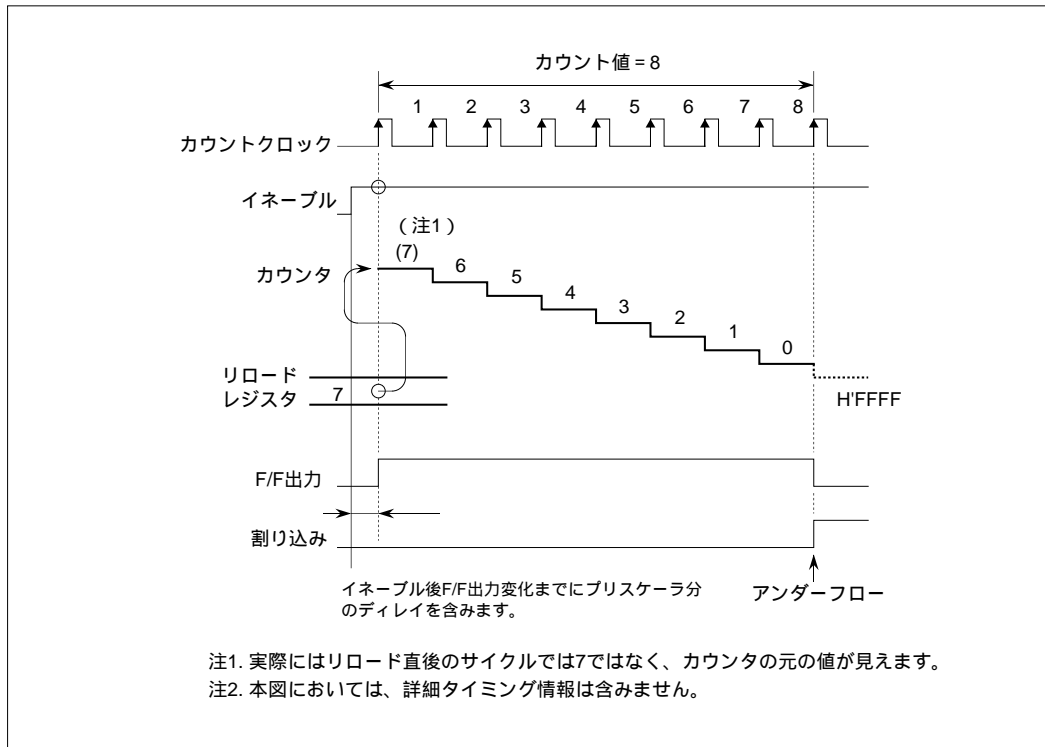 カウント値 = 8
1 2 3 4 5 6 7 8
カウントクロック
イネーブル
（注1）
(7)
カウンタ
6
5
4
3
2
1
0
リロード
レジスタ
7
H'FFFF
F/F出力
割り込み
イネーブル後F/F出力変化までにプリスケーラ分
のディレイを含みます。
アンダーフロー
注1. 実際にはリロード直後のサイクルでは7ではなく、カウンタの元の値が見えます。
注2. 本図においては、詳細タイミング情報は含みません。